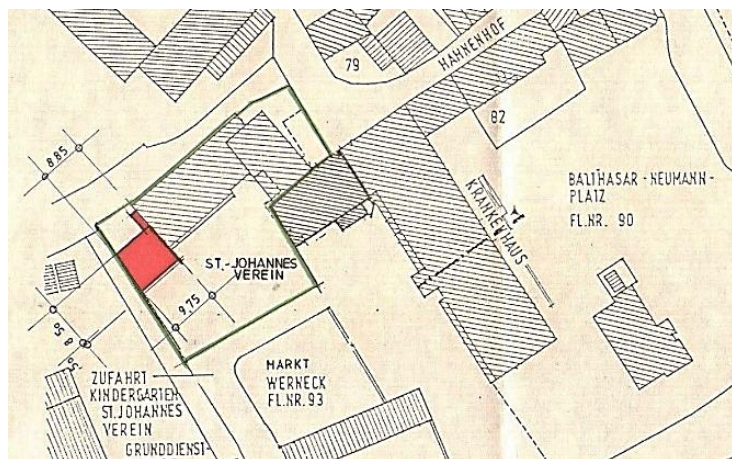 HAHNENHOF
79
82
8,85
BALTHASAR - NEUMANN -
PLATZ
FL.NR. 90
KRANKENHAUS
ST.-JOHANNES
VEREIN
9,75
MARKT
WERNECK
FL.NR.93
ZUFAHRT
KINDERGARTEN
ST.JOHANNES
VEREIN
GRUNDDIENST-